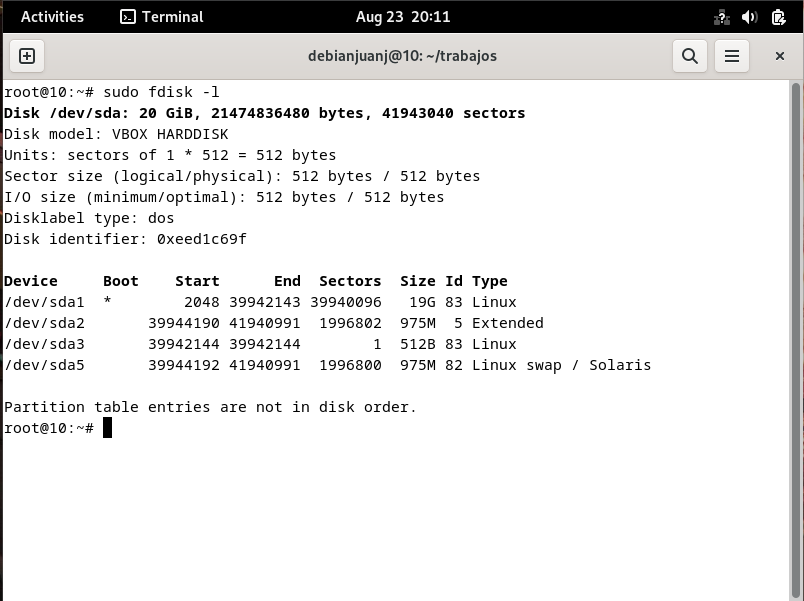 Activities Terminal Aug 23 20:11
debianjuanj@10: ~/trabajos
root@10:~# sudo fdisk -l
Disk /dev/sda: 20 GiB, 21474836480 bytes, 41943040 sectors
Disk model: VBOX HARDDISK
Units: sectors of 1 * 512 = 512 bytes
Sector size (logical/physical): 512 bytes / 512 bytes
I/O size (minimum/optimal): 512 bytes / 512 bytes
Disklabel type: dos
Disk identifier: 0xeed1c69f
Device     Boot    Start      End  Sectors  Size Id Type
/dev/sda1  *        2048 39942143 39940096   19G 83 Linux
/dev/sda2       39944190 41940991  1996802  975M  5 Extended
/dev/sda3       39942144 39942144        1  512B 83 Linux
/dev/sda5       39944192 41940991  1996800  975M 82 Linux swap / Solaris
Partition table entries are not in disk order.
root@10:~#